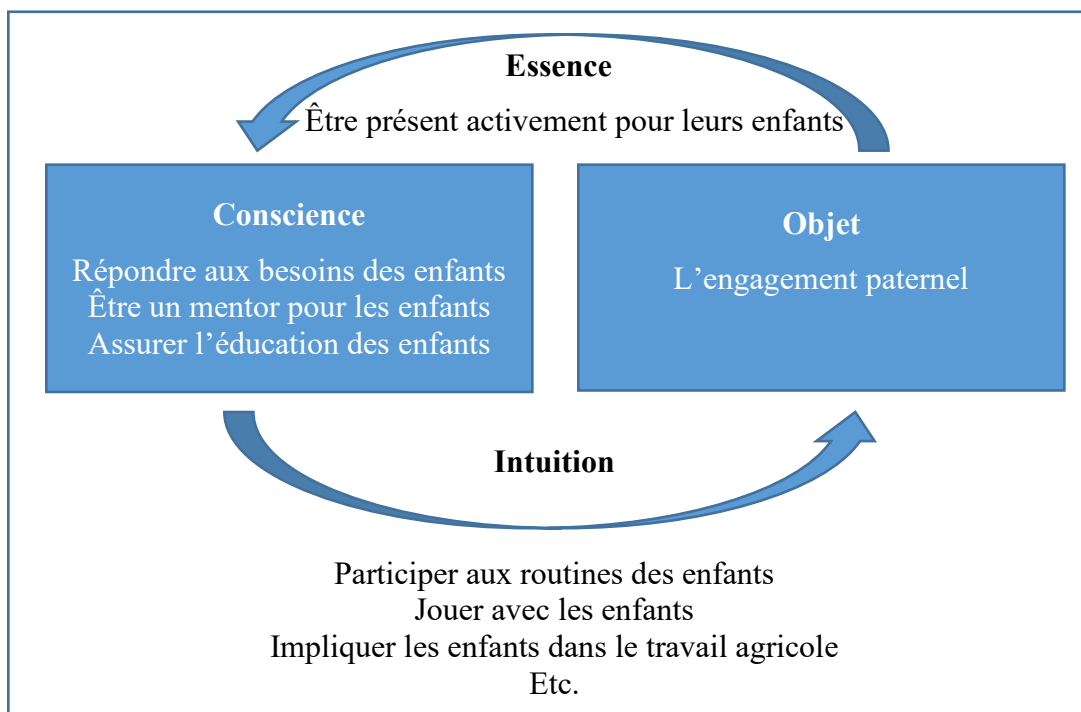 Essence
Être présent activement pour leurs enfants
Conscience
Répondre aux besoins des enfants
Être un mentor pour les enfants
Assurer l’éducation des enfants
Objet
L’engagement paternel
Intuition
Participer aux routines des enfants
Jouer avec les enfants
Impliquer les enfants dans le travail agricole
Etc.